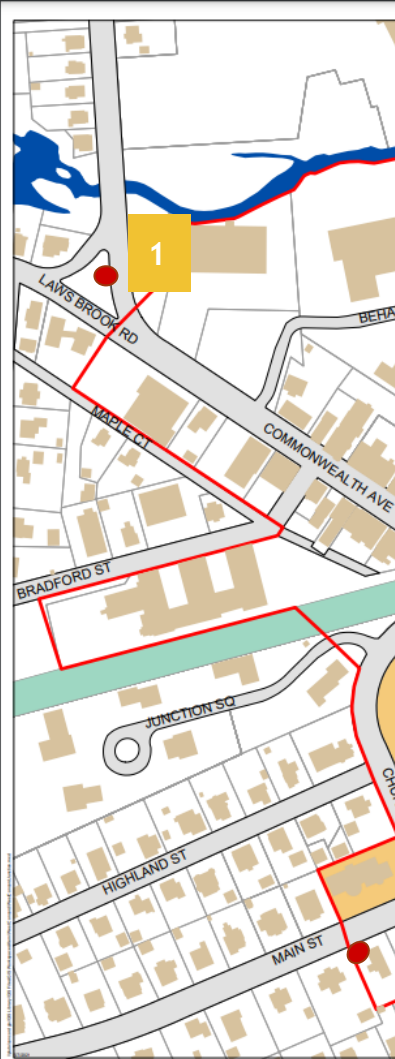 1
LAWS BROOK RD
BEHA
MAPLE CT
COMMONWEALTH AVE
BRADFORD ST
JUNCTION SQ
CHU
HIGHLAND ST
MAIN ST